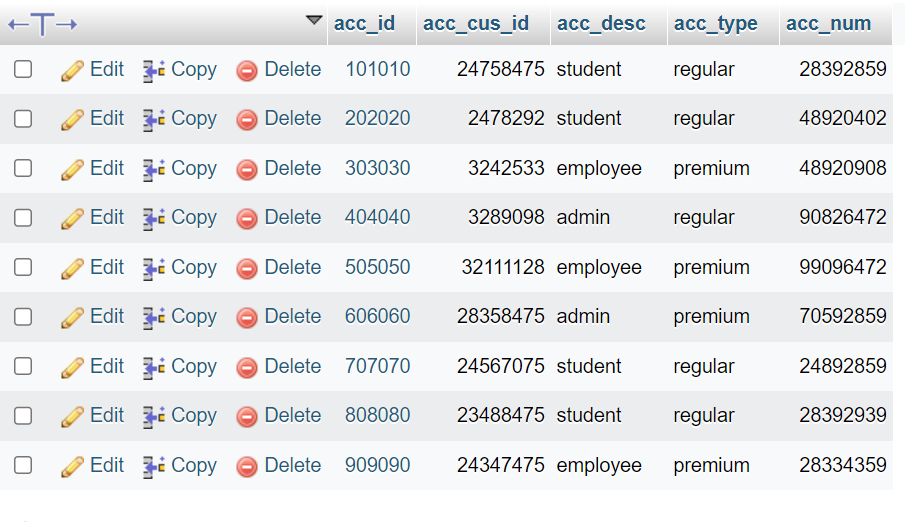 acc_id acc_cus_id acc_desc acc_type acc_num
Edit Copy Delete 101010 24758475 student regular 28392859
Edit Copy Delete 202020 2478292 student regular 48920402
Edit Copy Delete 303030 3242533 employee premium 48920908
Edit Copy Delete 404040 3289098 admin regular 90826472
Edit Copy Delete 505050 32111128 employee premium 99096472
Edit Copy Delete 606060 28358475 admin premium 70592859
Edit Copy Delete 707070 24567075 student regular 24892859
Edit Copy Delete 808080 23488475 student regular 28392939
Edit Copy Delete 909090 24347475 employee premium 28334359